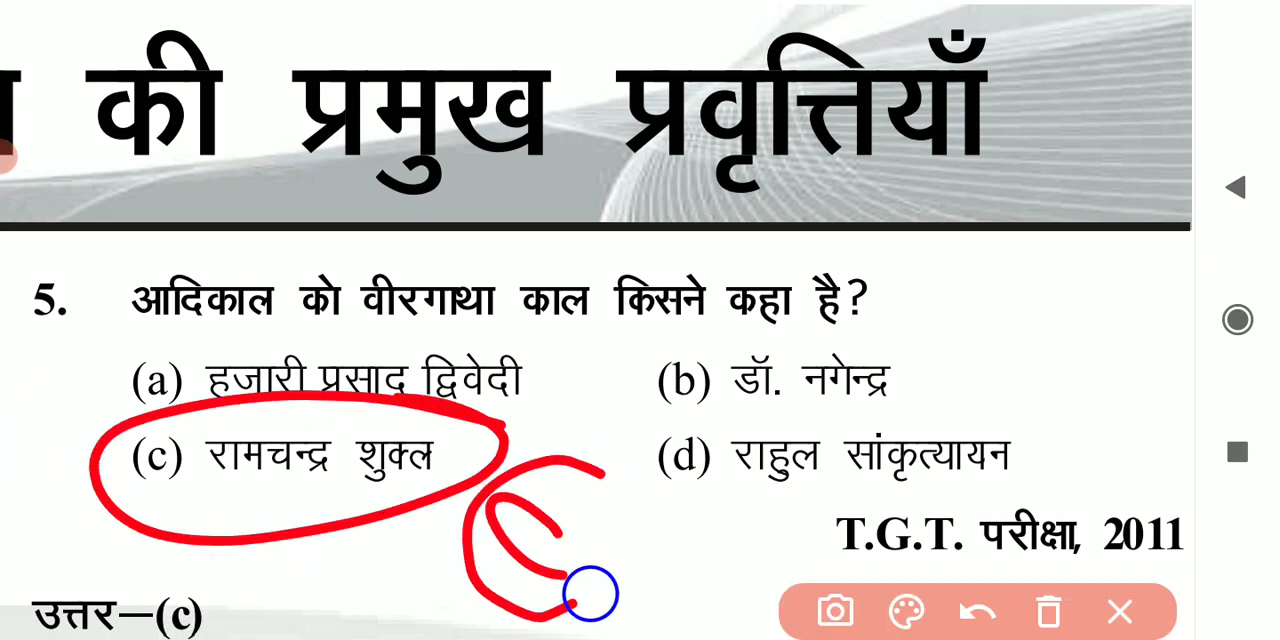 की प्रमुख प्रवृत्तियाँ
5. आदिकाल को वीरगाथा काल किसने कहा है?
(a) हजारी प्रसाद द्विवेदी (b) डॉ. नगेन्द्र
(c) रामचन्द्र शुक्ल (d) राहुल सांकृत्यायन
T.G.T. परीक्षा, 2011
उत्तर—(c)